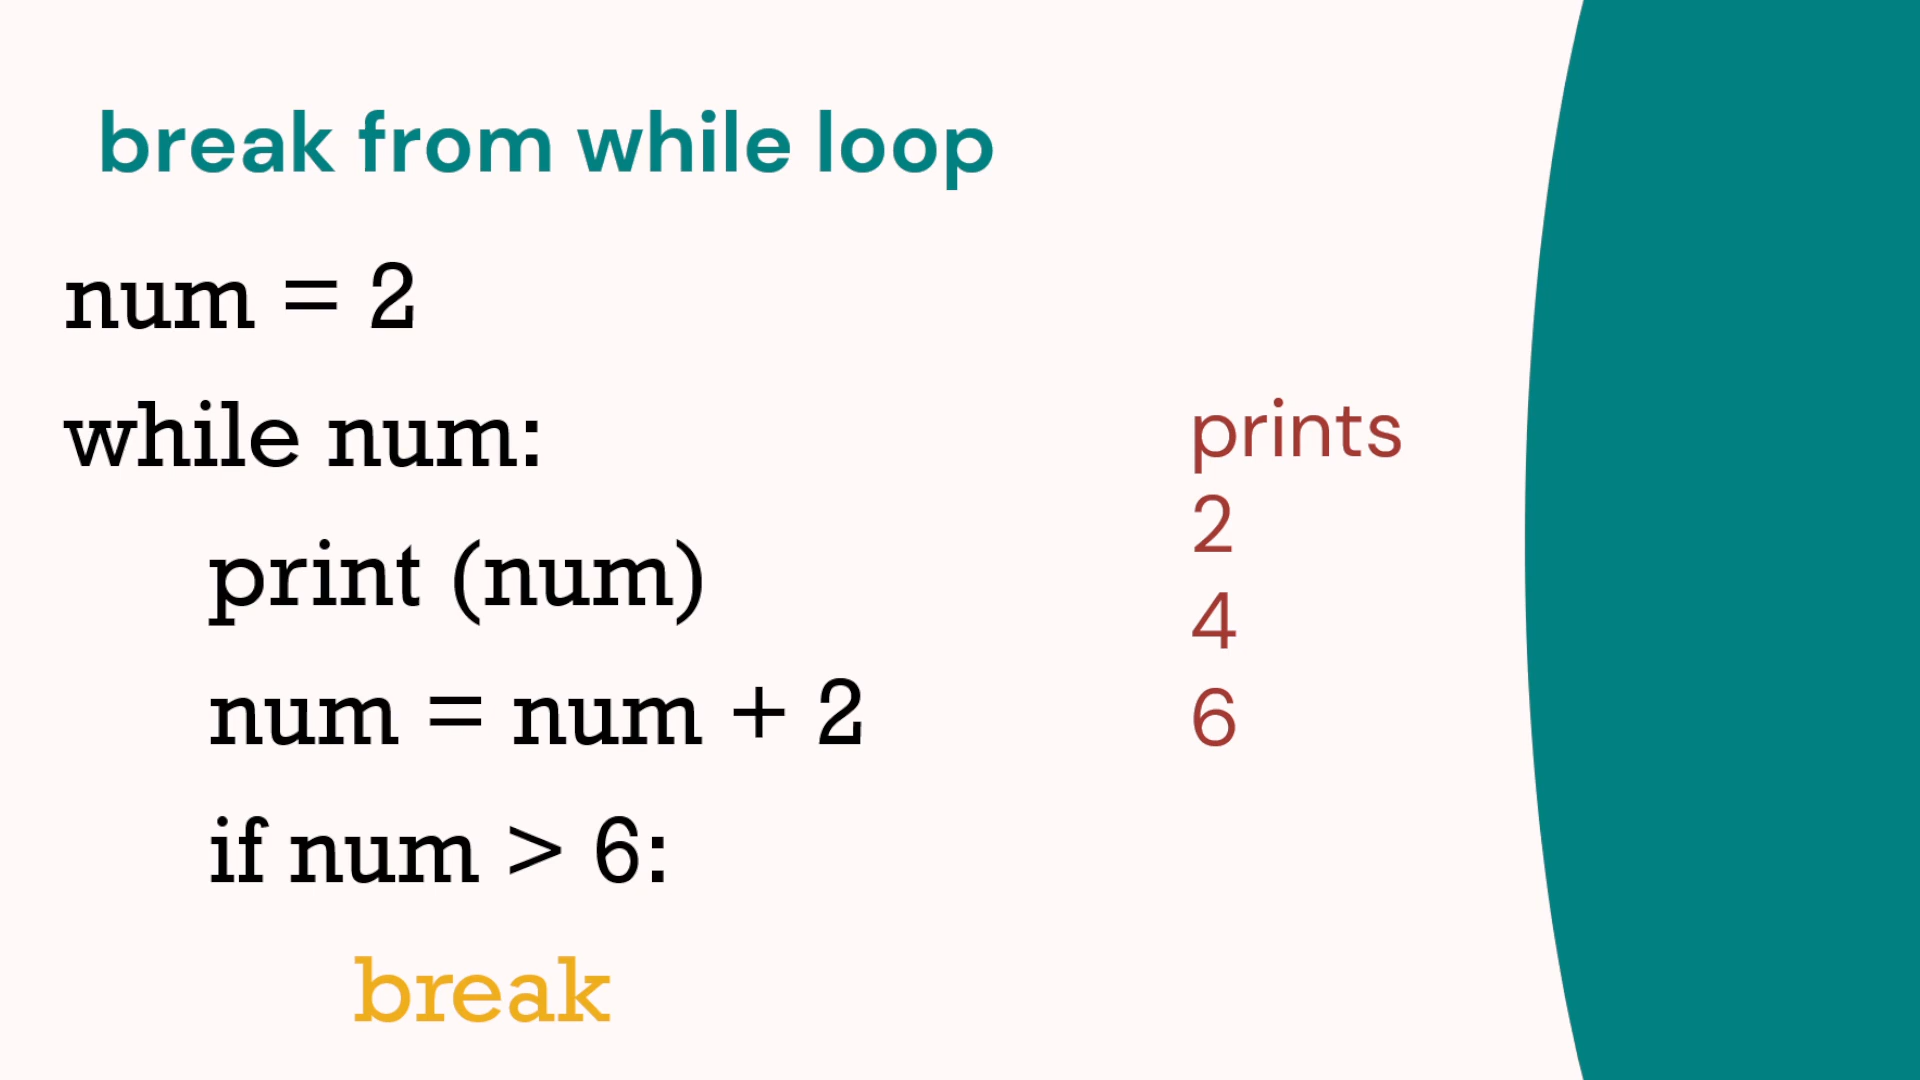 break from while loop
num = 2
while num:
print (num)
num = num + 2
if num > 6:
break
prints
2
4
6